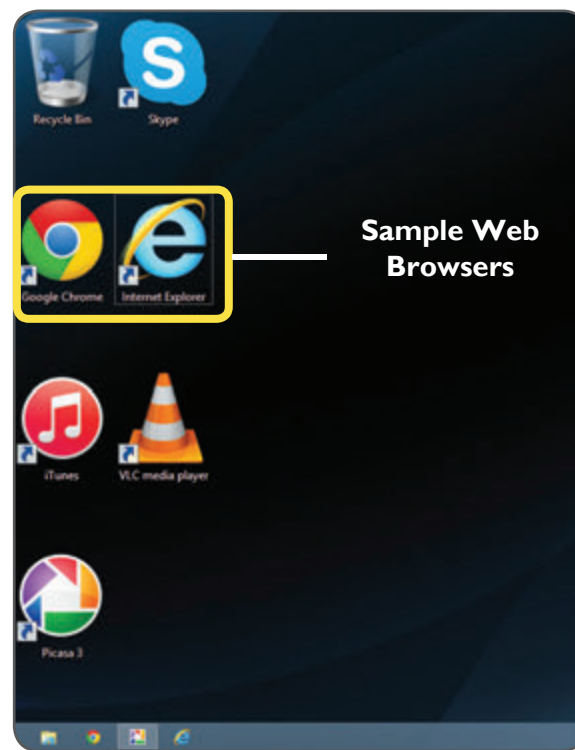 Recycle Bin
Skype
Google Chrome
Internet Explorer
Sample Web
Browsers
iTunes
VLC media player
Picasa 3